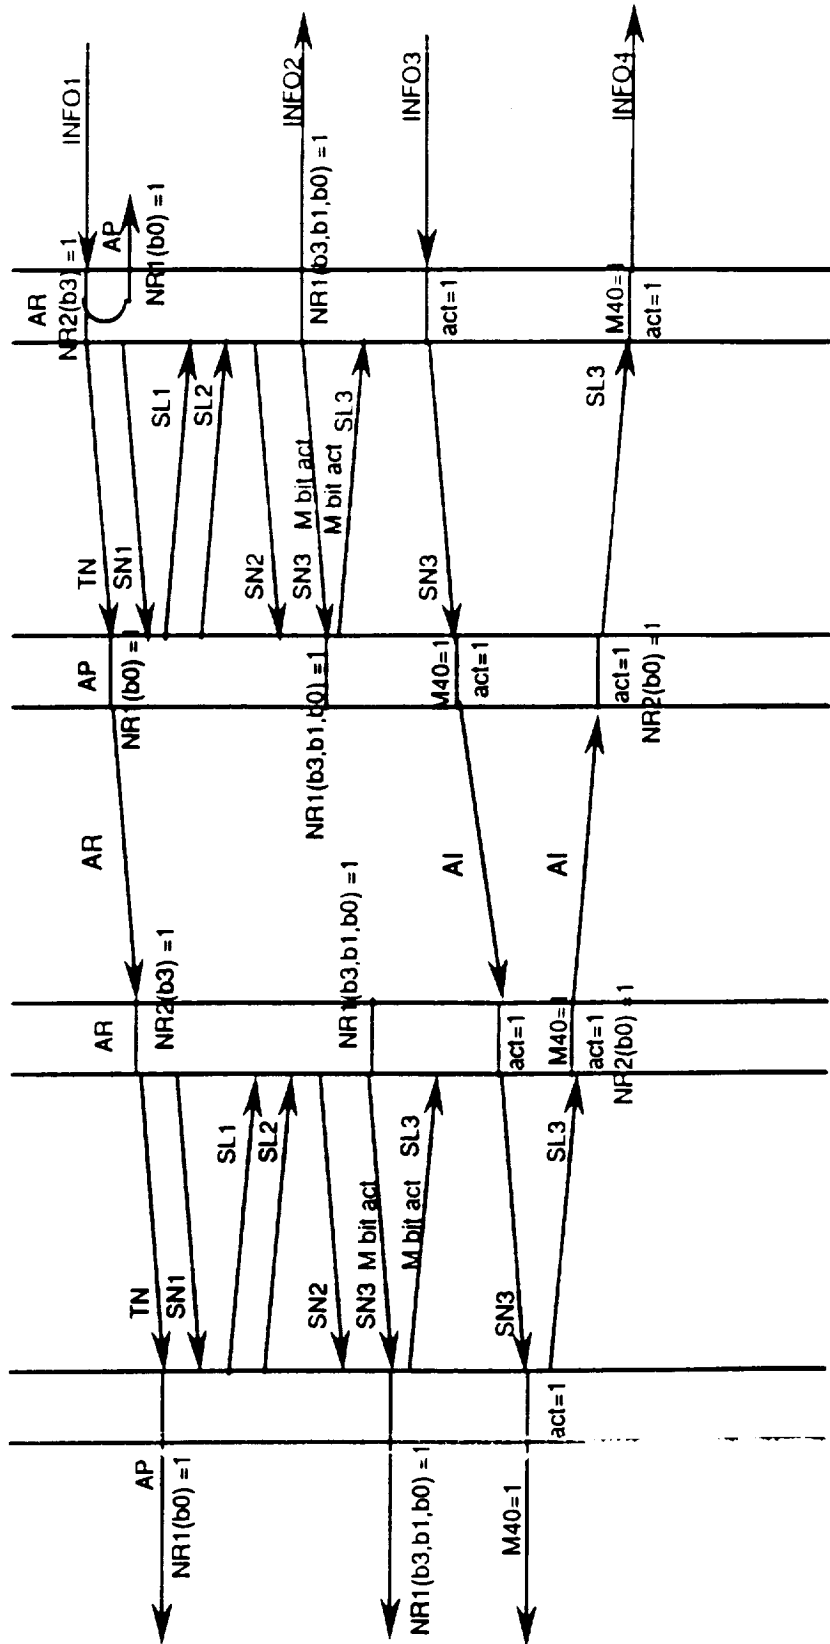 INFO1
INFO2
INFO3
INFO4
AR
NR2(b3) =1
AP
NR1(b0) =1
NR1(b3,b1,b0) =1
act=1
M40=1
act=1
TN
SN1
SL1
SL2
SN2
SN3
M bit act
M bit act
SL3
SN3
SL3
AP
NR1(b0) =1
NR1(b3,b1,b0) =1
M40=1
act=1
act=1
NR2(b0) =1
AR
AI
AI
AR
NR2(b3) =1
NR1(b3,b1,b0) =1
act=1
M40=1
act=1
NR2(b0) =1
TN
SN1
SL1
SL2
SN2
SN3
M bit act
M bit act
SL3
SN3
SL3
act=1
AP
NR1(b0) =1
NR1(b3,b1,b0) =1
M40=1